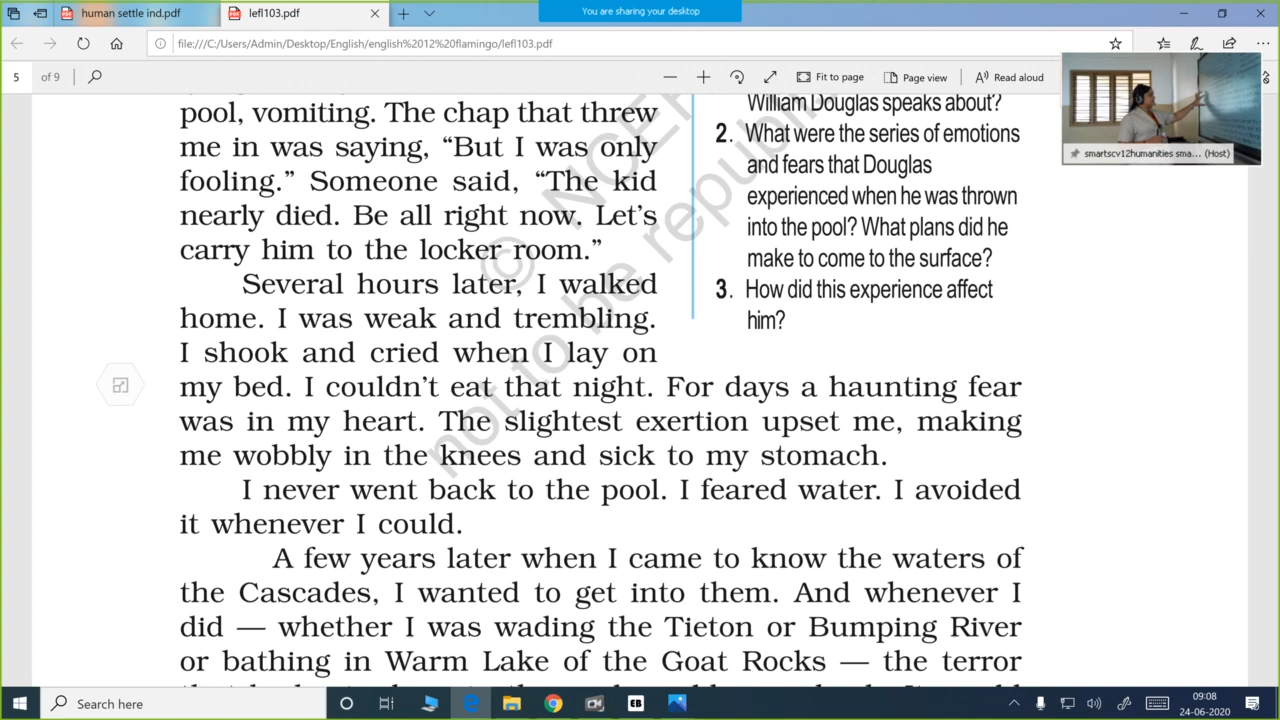 human settle ind.pdf
lefl103.pdf
You are sharing your desktop
file:///C:/Users/Admin/Desktop/English/english%2012%20flamingo/lefl103.pdf
5 of 9
Fit to page
Page view
Read aloud
pool, vomiting. The chap that threw
me in was saying, “But I was only
fooling.” Someone said, “The kid
nearly died. Be all right now. Let’s
carry him to the locker room.”
Several hours later, I walked
home. I was weak and trembling.
I shook and cried when I lay on
my bed. I couldn’t eat that night. For days a haunting fear
was in my heart. The slightest exertion upset me, making
me wobbly in the knees and sick to my stomach.
I never went back to the pool. I feared water. I avoided
it whenever I could.
A few years later when I came to know the waters of
the Cascades, I wanted to get into them. And whenever I
did — whether I was wading the Tieton or Bumping River
or bathing in Warm Lake of the Goat Rocks — the terror
William Douglas speaks about?
2. What were the series of emotions
and fears that Douglas
experienced when he was thrown
into the pool? What plans did he
make to come to the surface?
3. How did this experience affect
him?
© NCE
not to be republi
smartscv12humanities sma... (Host)
Search here
EB
09:08
24-06-2020